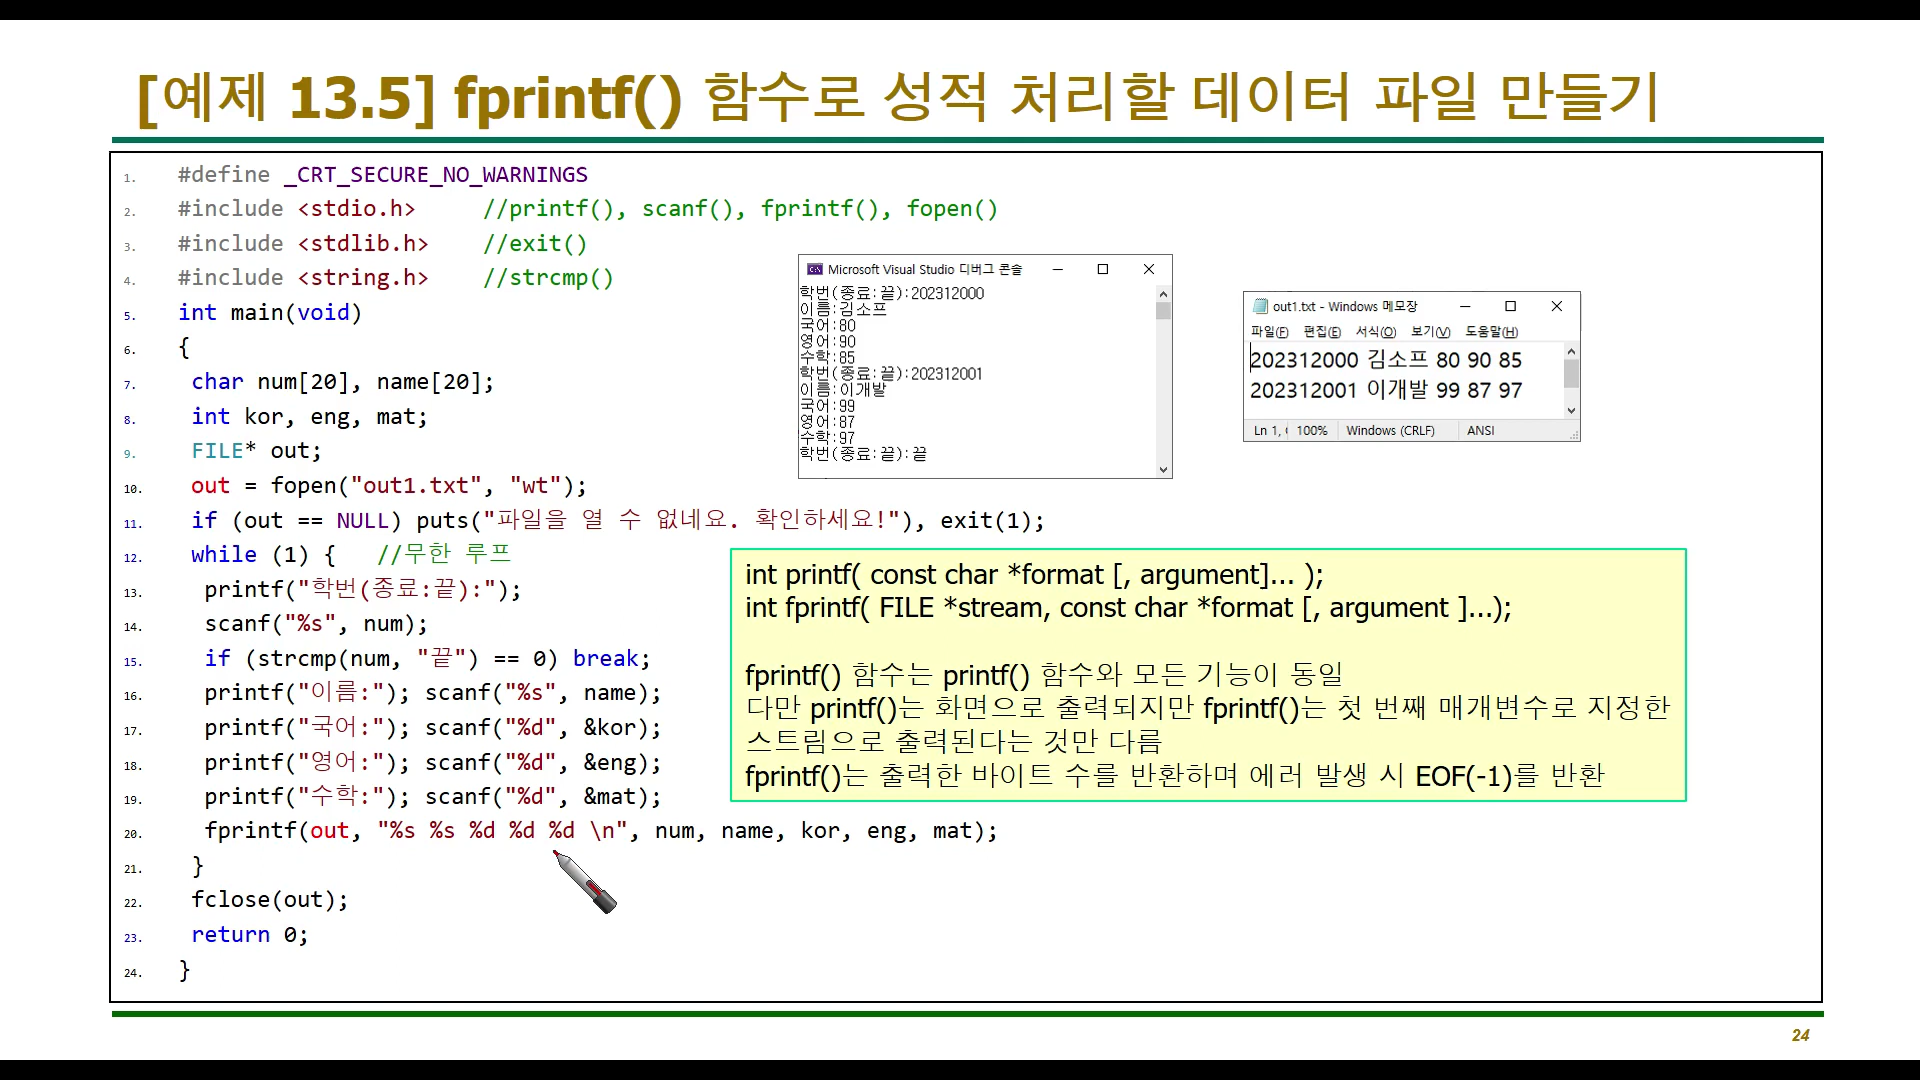 [예제 13.5] fprintf() 함수로 성적 처리할 데이터 파일 만들기
1. #define _CRT_SECURE_NO_WARNINGS
2. #include <stdio.h> //printf(), scanf(), fprintf(), fopen()
3. #include <stdlib.h> //exit()
4. #include <string.h> //strcmp()
5. int main(void)
6. {
7. char num[20], name[20];
8. int kor, eng, mat;
9. FILE* out;
10. out = fopen("out1.txt", "wt");
11. if (out == NULL) puts("파일을 열 수 없네요. 확인하세요!"), exit(1);
12. while (1) { //무한 루프
13. printf("학번(종료:끝):");
14. scanf("%s", num);
15. if (strcmp(num, "끝") == 0) break;
16. printf("이름:"); scanf("%s", name);
17. printf("국어:"); scanf("%d", &kor);
18. printf("영어:"); scanf("%d", &eng);
19. printf("수학:"); scanf("%d", &mat);
20. fprintf(out, "%s %s %d %d %d \n", num, name, kor, eng, mat);
21. }
22. fclose(out);
23. return 0;
24. }
Microsoft Visual Studio 디버그 콘솔
학번(종료:끝):202312000
이름:김소프
국어:80
영어:90
수학:85
학번(종료:끝):202312001
이름:이개발
국어:99
영어:87
수학:97
학번(종료:끝):끝
out1.txt - Windows 메모장
파일(F) 편집(E) 서식(O) 보기(V) 도움말(H)
202312000 김소프 80 90 85
202312001 이개발 99 87 97
Ln 1, 100% Windows (CRLF) ANSI
int printf( const char *format [, argument]... );
int fprintf( FILE *stream, const char *format [, argument ]...);
fprintf() 함수는 printf() 함수와 모든 기능이 동일
다만 printf()는 화면으로 출력되지만 fprintf()는 첫 번째 매개변수로 지정한
스트림으로 출력된다는 것만 다름
fprintf()는 출력한 바이트 수를 반환하며 에러 발생 시 EOF(-1)를 반환
24